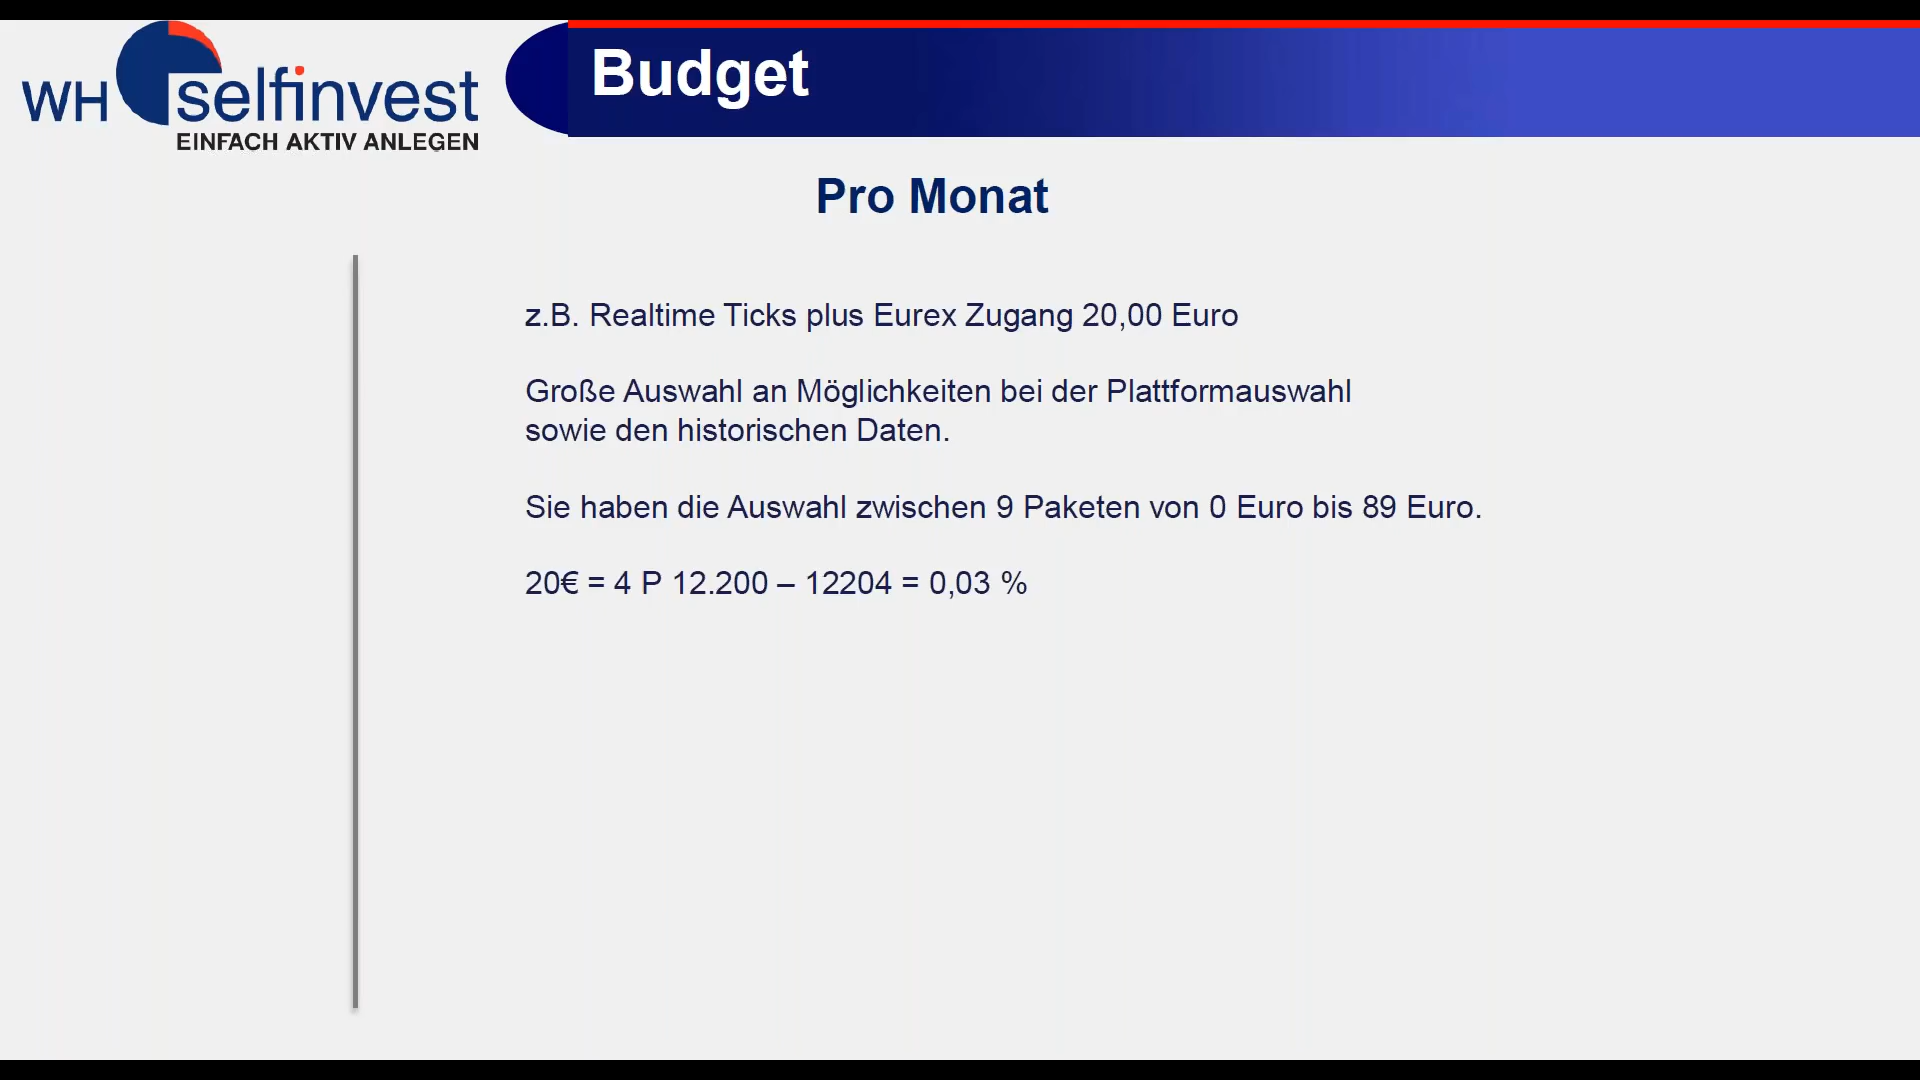 WH selfinvest
EINFACH AKTIV ANLEGEN
Budget
Pro Monat
z.B. Realtime Ticks plus Eurex Zugang 20,00 Euro
Große Auswahl an Möglichkeiten bei der Plattformauswahl
sowie den historischen Daten.
Sie haben die Auswahl zwischen 9 Paketen von 0 Euro bis 89 Euro.
20€ = 4 P 12.200 – 12204 = 0,03 %